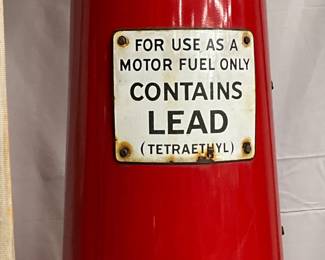 FOR USE AS A
MOTOR FUEL ONLY
CONTAINS
LEAD
(TETRAETHYL)